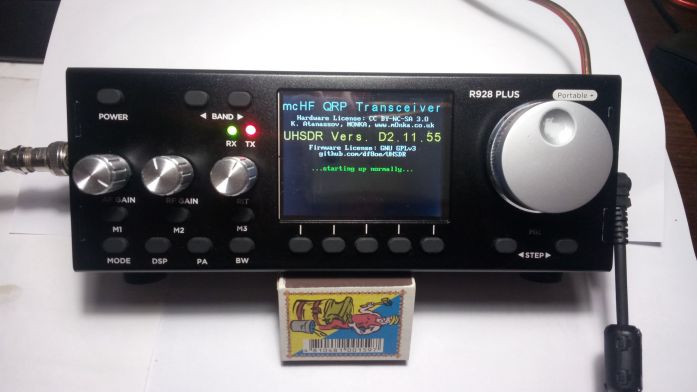 POWER
◄ BAND ►
RX TX
AF GAIN
RF GAIN
RIT
M1
M2
M3
MODE
DSP
PA
BW
mcHF QRP Transceiver
Hardware License: CC BY-NC-SA 3.0
K. Atanassov, M0NKA, www.m0nka.co.uk
UHSDR Vers. D2.11.55
Firmware License: GNU GPLv3
github.com/df8oe/UHSDR
...starting up normally...
R928 PLUS
Portable +
Mic
◄STEP►